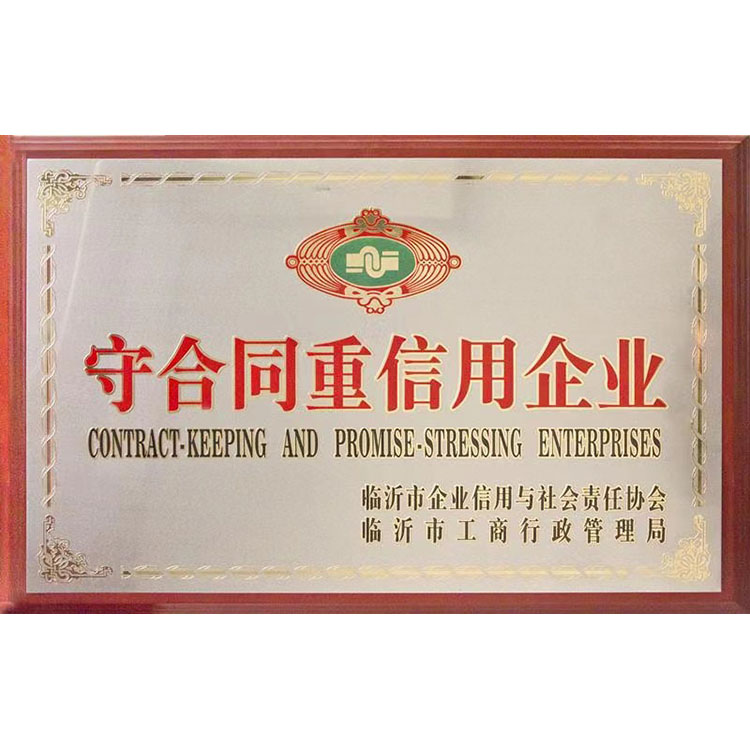 守合同重信用企业
CONTRACT-KEEPING AND PROMISE-STRESSING ENTERPRISES
临沂市企业信用与社会责任协会
临沂市工商行政管理局